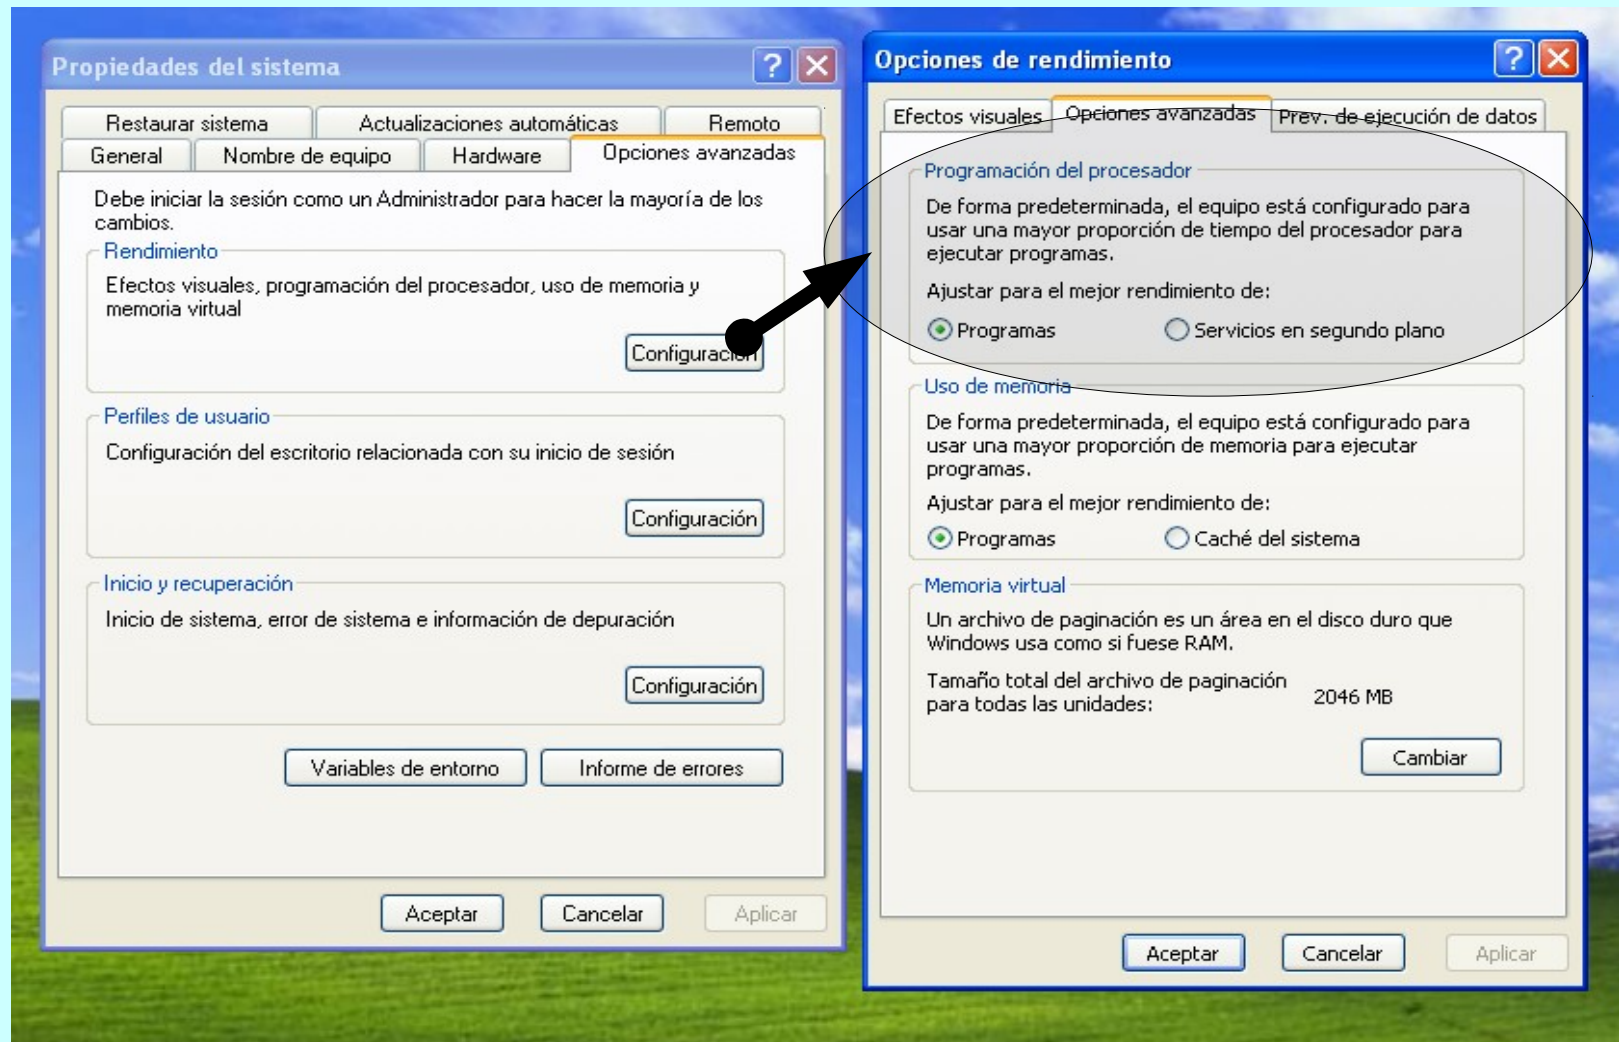 Propiedades del sistema
Restaurar sistema
Actualizaciones automáticas
Remoto
General
Nombre de equipo
Hardware
Opciones avanzadas
Debe iniciar la sesión como un Administrador para hacer la mayoría de los
cambios.
Rendimiento
Efectos visuales, programación del procesador, uso de memoria y
memoria virtual
Configuración
Perfiles de usuario
Configuración del escritorio relacionada con su inicio de sesión
Configuración
Inicio y recuperación
Inicio de sistema, error de sistema e información de depuración
Configuración
Variables de entorno
Informe de errores
Aceptar
Cancelar
Aplicar
Opciones de rendimiento
Efectos visuales
Opciones avanzadas
Prev. de ejecución de datos
Programación del procesador
De forma predeterminada, el equipo está configurado para
usar una mayor proporción de tiempo del procesador para
ejecutar programas.
Ajustar para el mejor rendimiento de:
Programas
Servicios en segundo plano
Uso de memoria
De forma predeterminada, el equipo está configurado para
usar una mayor proporción de memoria para ejecutar
programas.
Ajustar para el mejor rendimiento de:
Programas
Caché del sistema
Memoria virtual
Un archivo de paginación es un área en el disco duro que
Windows usa como si fuese RAM.
Tamaño total del archivo de paginación
para todas las unidades:
2046 MB
Cambiar
Aceptar
Cancelar
Aplicar